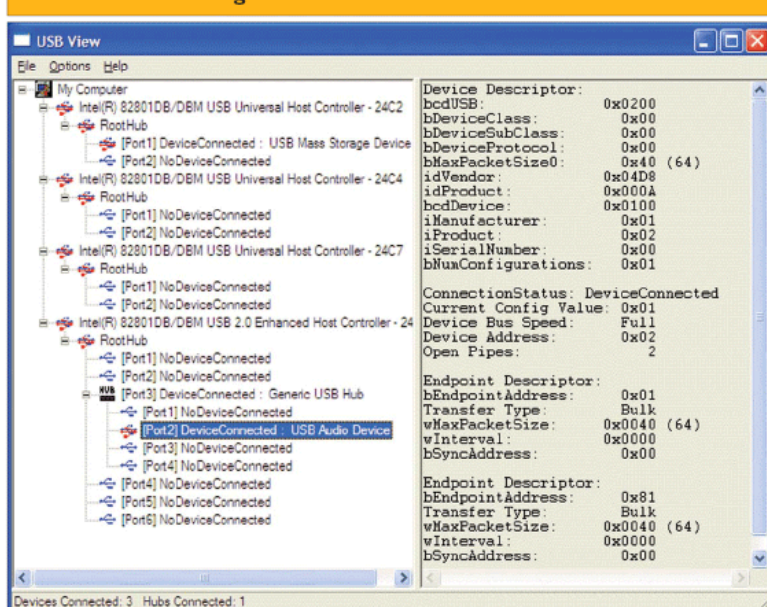 USB View
File Options Help
My Computer
Intel(R) 82801DB/DBM USB Universal Host Controller - 24C2
RootHub
[Port1] DeviceConnected : USB Mass Storage Device
[Port2] NoDeviceConnected
Intel(R) 82801DB/DBM USB Universal Host Controller - 24C4
RootHub
[Port1] NoDeviceConnected
[Port2] NoDeviceConnected
Intel(R) 82801DB/DBM USB Universal Host Controller - 24C7
RootHub
[Port1] NoDeviceConnected
[Port2] NoDeviceConnected
Intel(R) 82801DB/DBM USB 2.0 Enhanced Host Controller - 24
RootHub
[Port1] NoDeviceConnected
[Port2] NoDeviceConnected
HUB [Port3] DeviceConnected : Generic USB Hub
[Port1] NoDeviceConnected
[Port2] DeviceConnected : USB Audio Device
[Port3] NoDeviceConnected
[Port4] NoDeviceConnected
[Port4] NoDeviceConnected
[Port5] NoDeviceConnected
[Port6] NoDeviceConnected
Device Descriptor:
bcdUSB: 0x0200
bDeviceClass: 0x00
bDeviceSubClass: 0x00
bDeviceProtocol: 0x00
bMaxPacketSize0: 0x40 (64)
idVendor: 0x04D8
idProduct: 0x000A
bcdDevice: 0x0100
iManufacturer: 0x01
iProduct: 0x02
iSerialNumber: 0x00
bNumConfigurations: 0x01
ConnectionStatus: DeviceConnected
Current Config Value: 0x01
Device Bus Speed: Full
Device Address: 0x02
Open Pipes: 2
Endpoint Descriptor:
bEndpointAddress: 0x01
Transfer Type: Bulk
wMaxPacketSize: 0x0040 (64)
wInterval: 0x0000
bSyncAddress: 0x00
Endpoint Descriptor:
bEndpointAddress: 0x81
Transfer Type: Bulk
wMaxPacketSize: 0x0040 (64)
wInterval: 0x0000
bSyncAddress: 0x00
Devices Connected: 3 Hubs Connected: 1